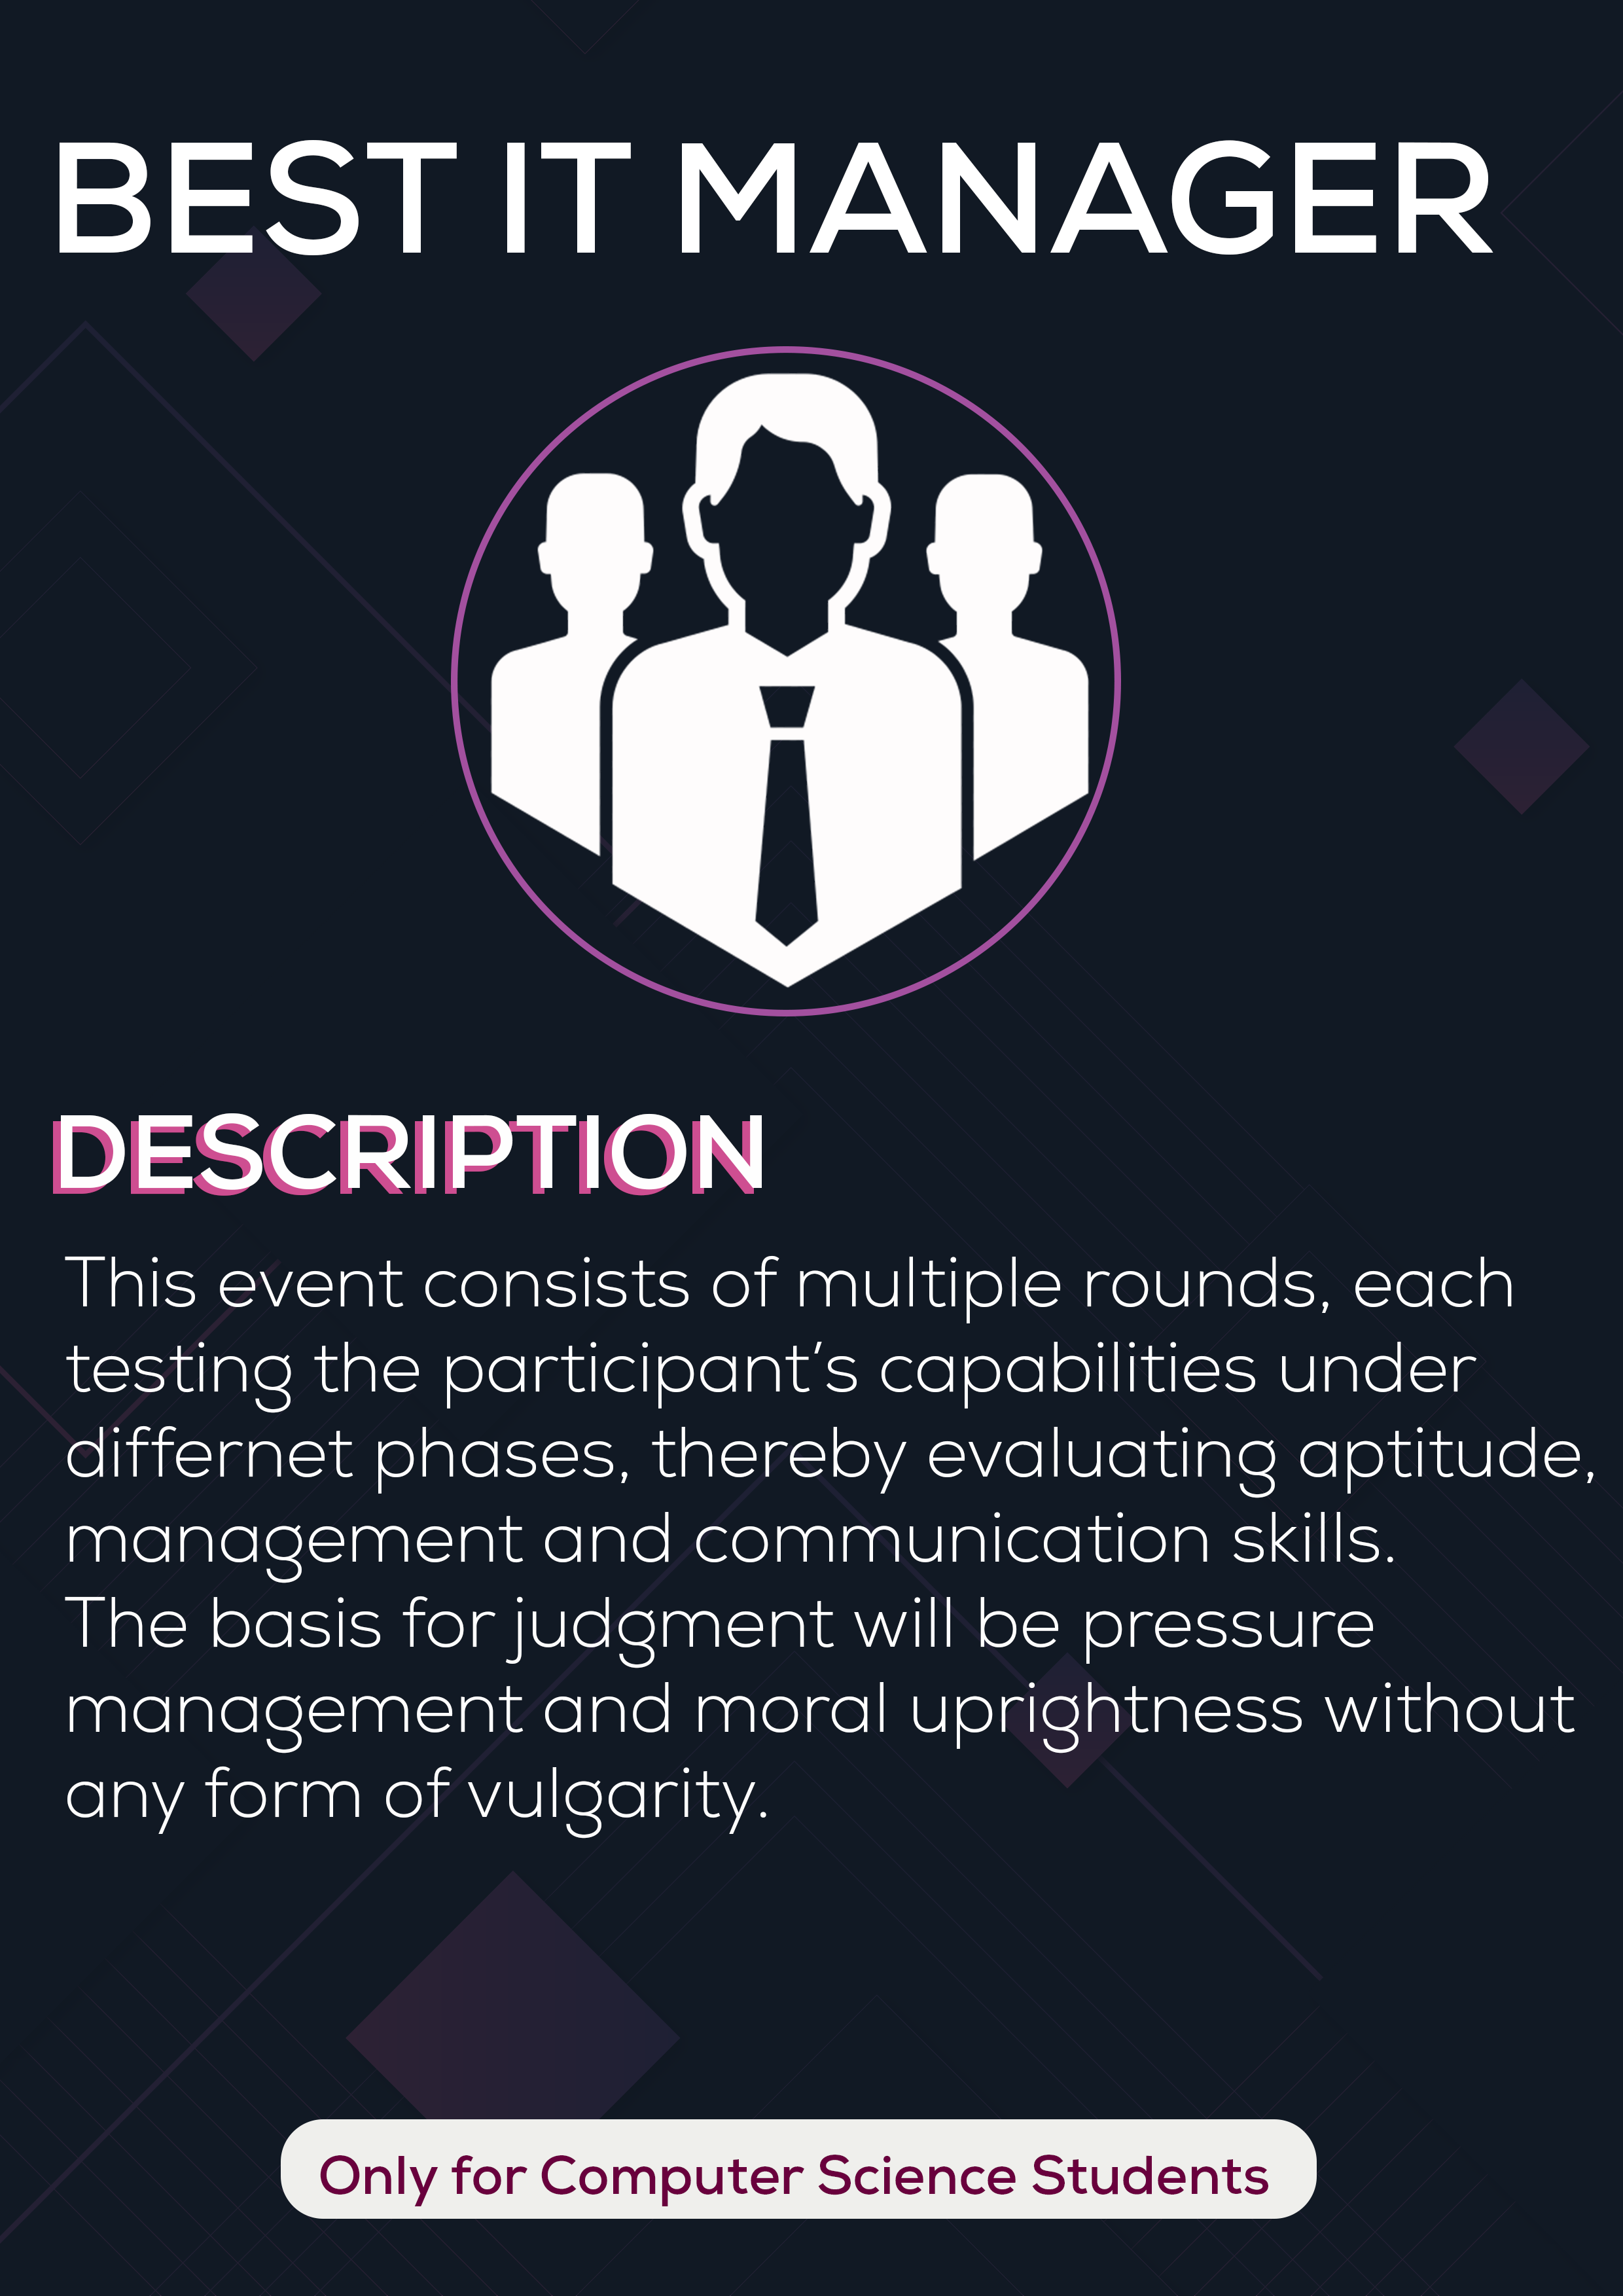 BEST IT MANAGER
DESCRIPTION
This event consists of multiple rounds, each
testing the participant’s capabilities under
differnet phases, thereby evaluating aptitude,
management and communication skills.
The basis for judgment will be pressure
management and moral uprightness without
any form of vulgarity.
Only for Computer Science Students